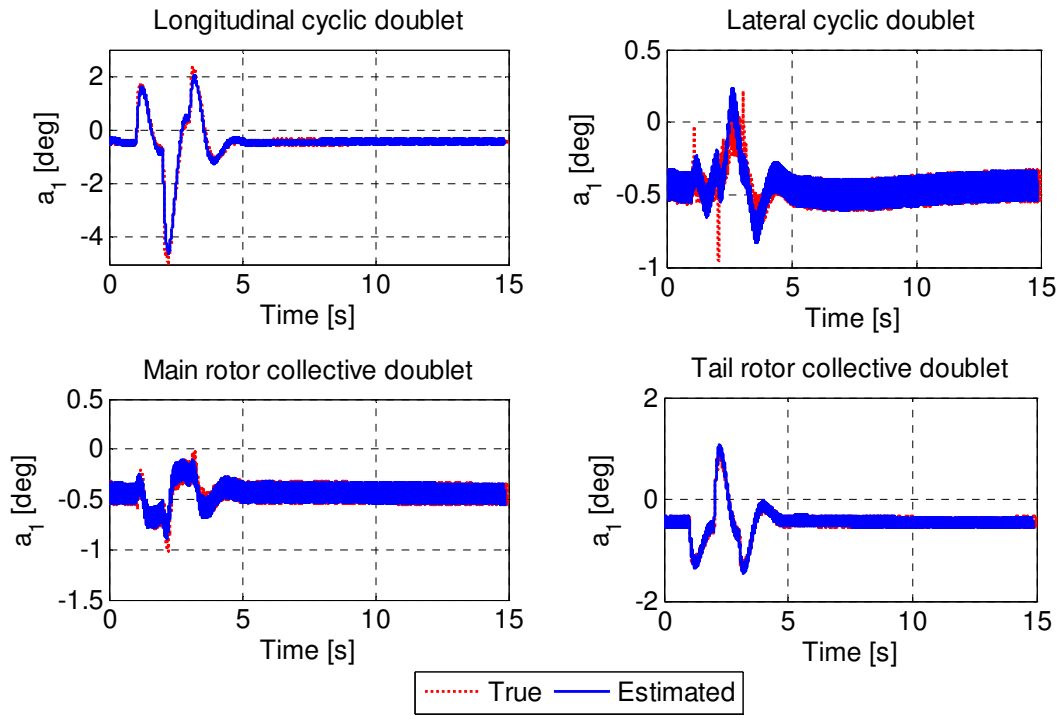 Longitudinal cyclic doublet
2
0
-2
-4
a1 [deg]
0 5 10 15
Time [s]
Lateral cyclic doublet
0.5
0
-0.5
-1
a1 [deg]
0 5 10 15
Time [s]
Main rotor collective doublet
0.5
0
-0.5
-1
-1.5
a1 [deg]
0 5 10 15
Time [s]
Tail rotor collective doublet
2
0
-2
a1 [deg]
0 5 10 15
Time [s]
True Estimated